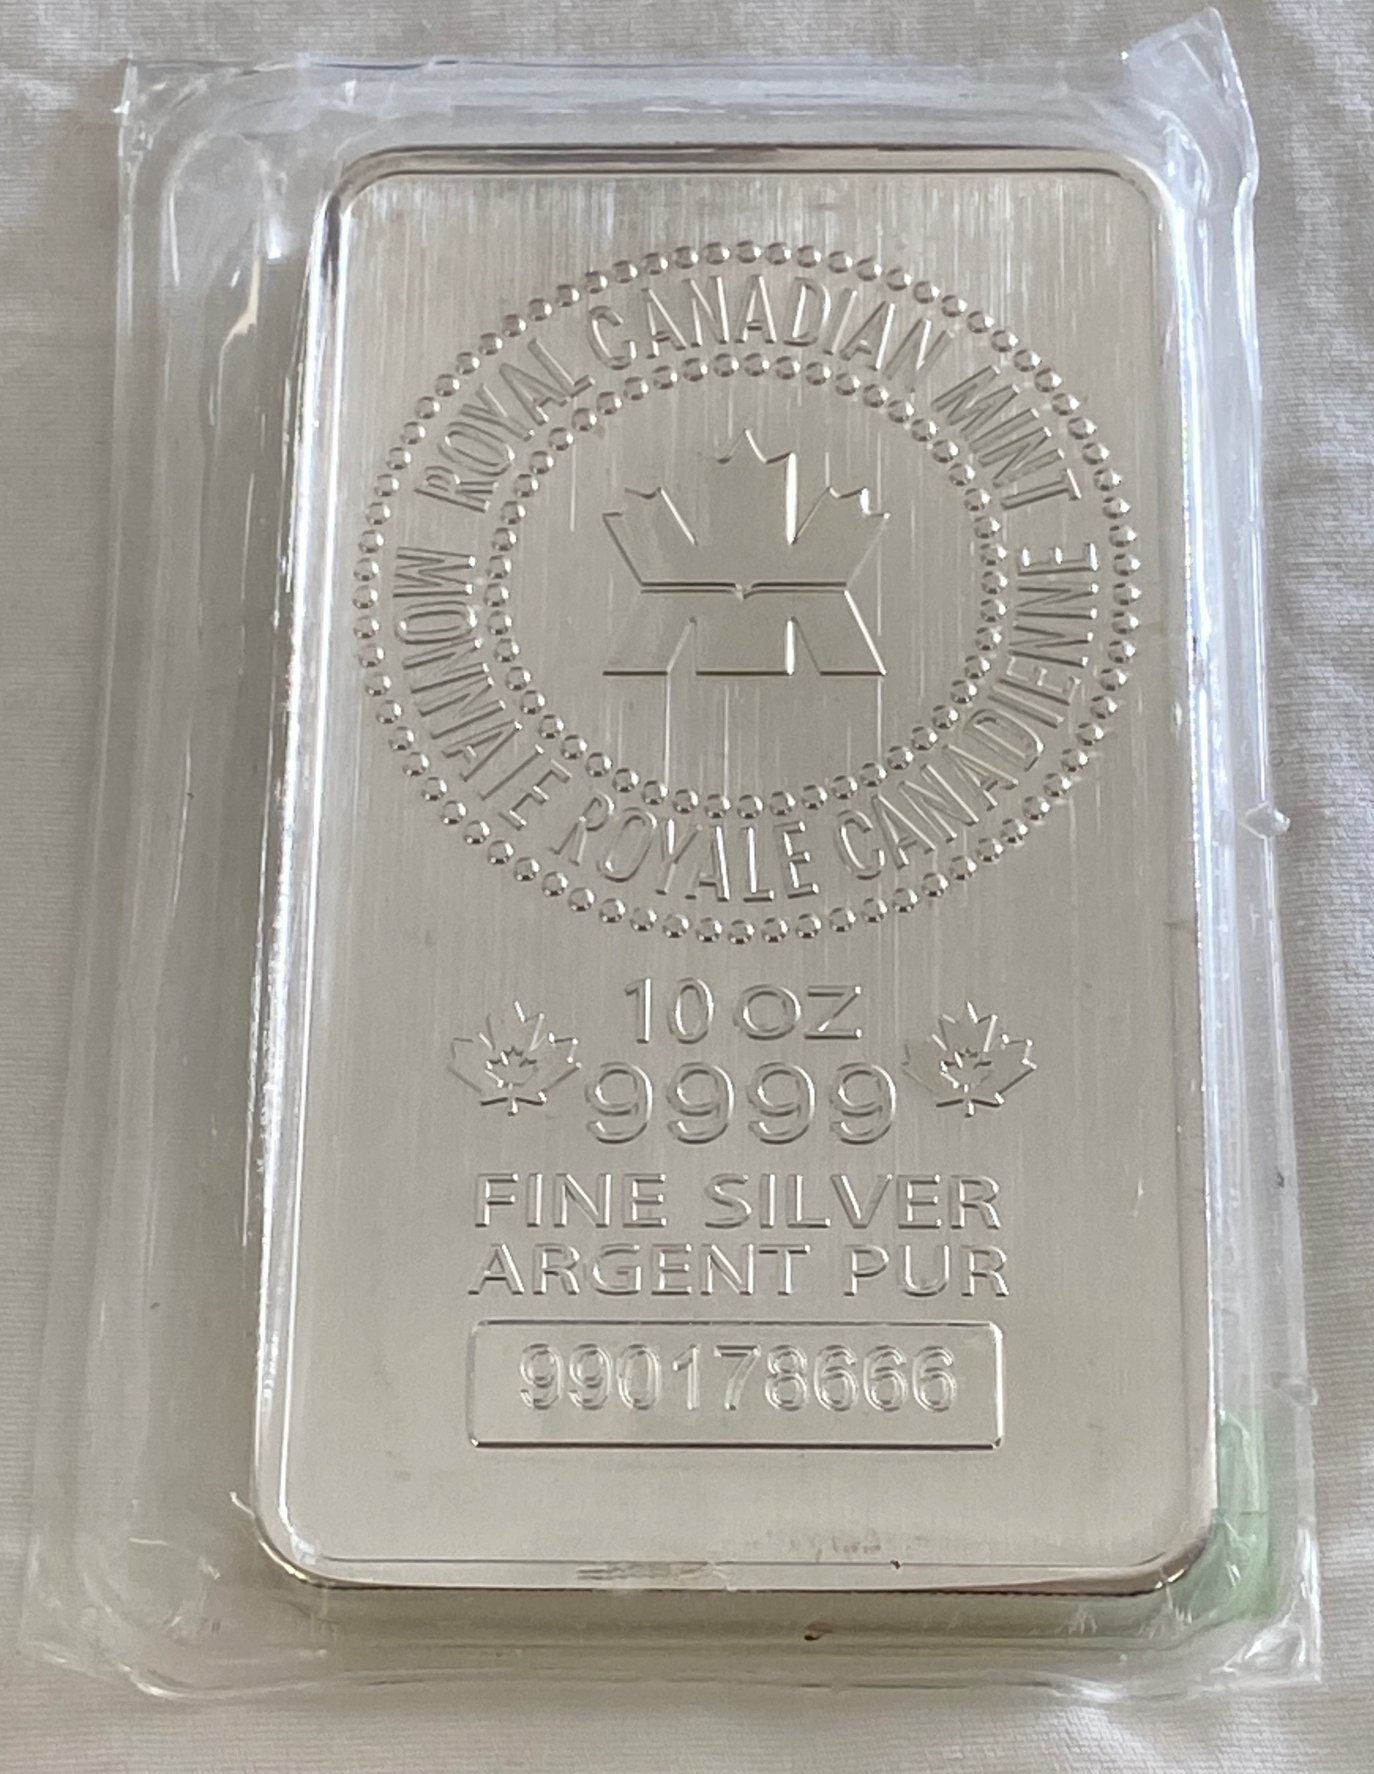 ROYAL CANADIAN MINT
MONNAIE ROYALE CANADIENNE
10 OZ
9999
FINE SILVER
ARGENT PUR
990178666